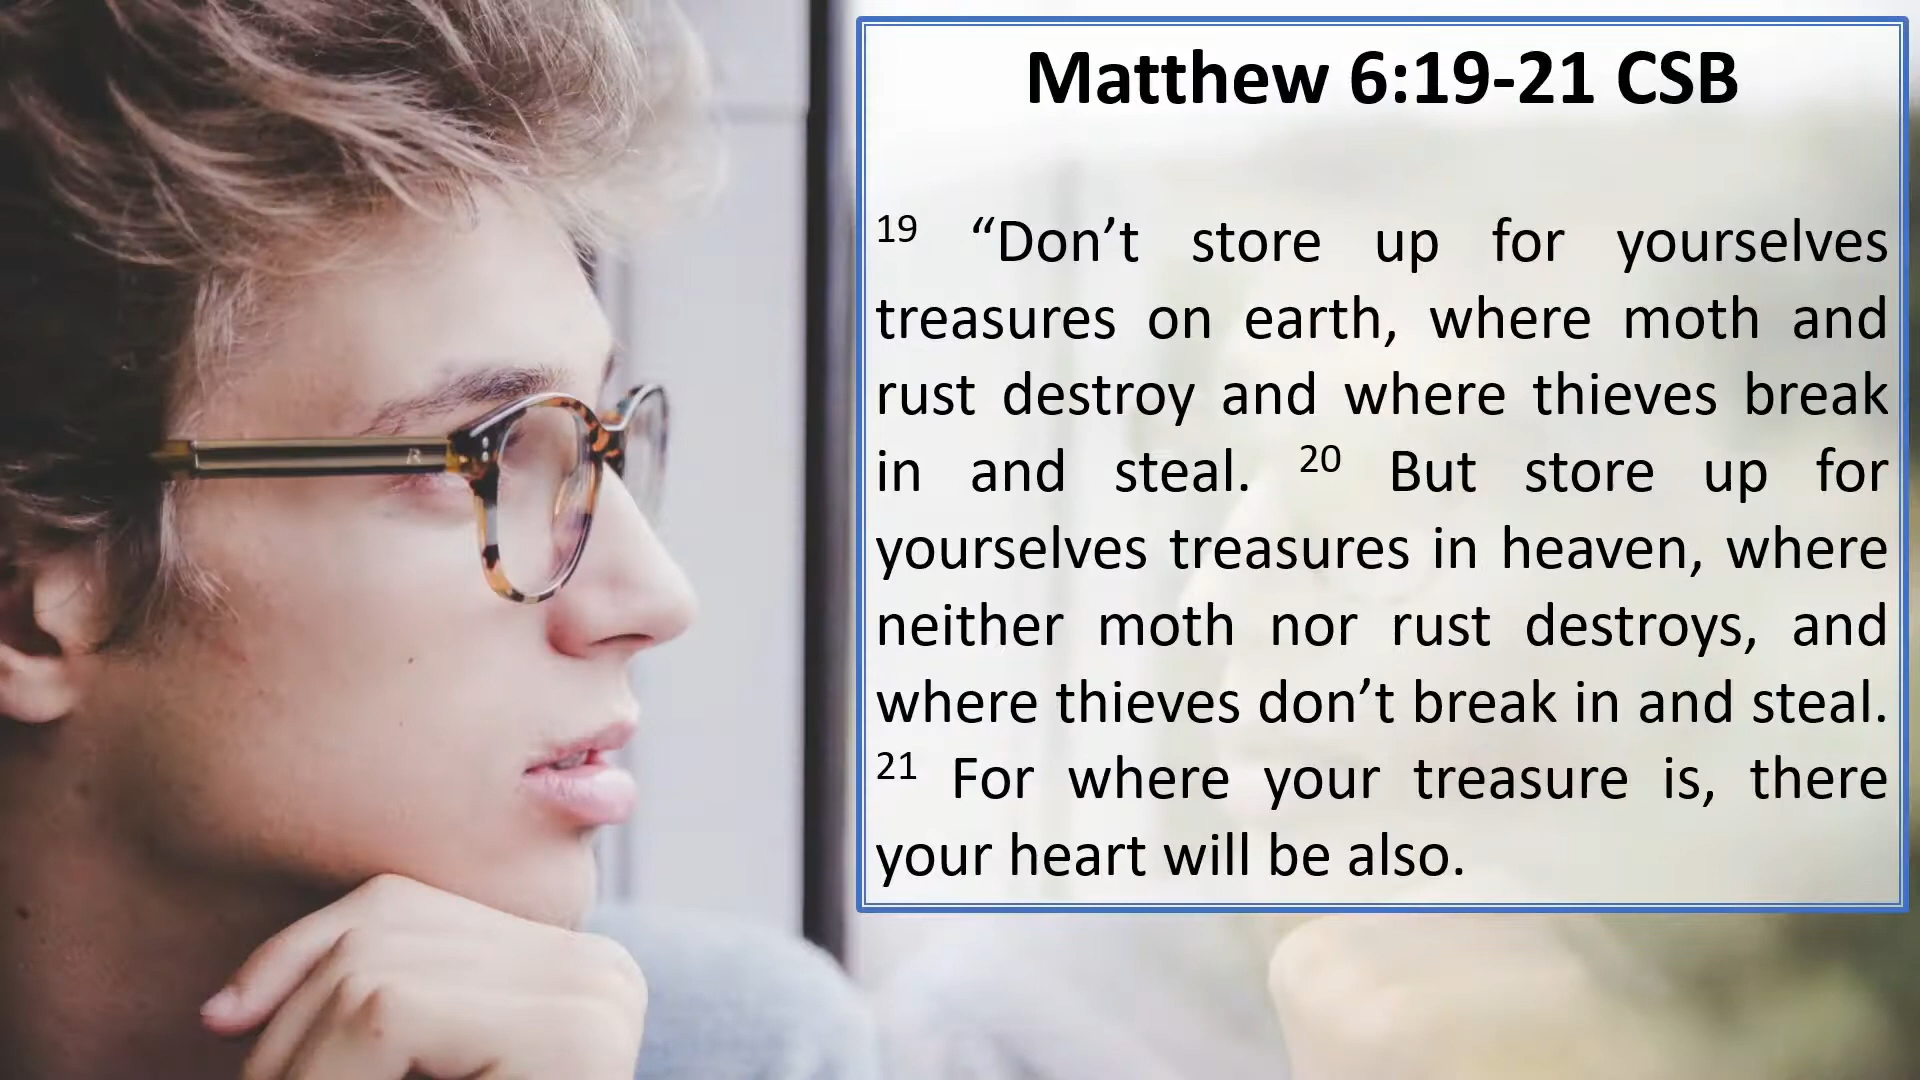 Matthew 6:19-21 CSB
19 “Don’t store up for yourselves
treasures on earth, where moth and
rust destroy and where thieves break
in and steal. 20 But store up for
yourselves treasures in heaven, where
neither moth nor rust destroys, and
where thieves don’t break in and steal.
21 For where your treasure is, there
your heart will be also.